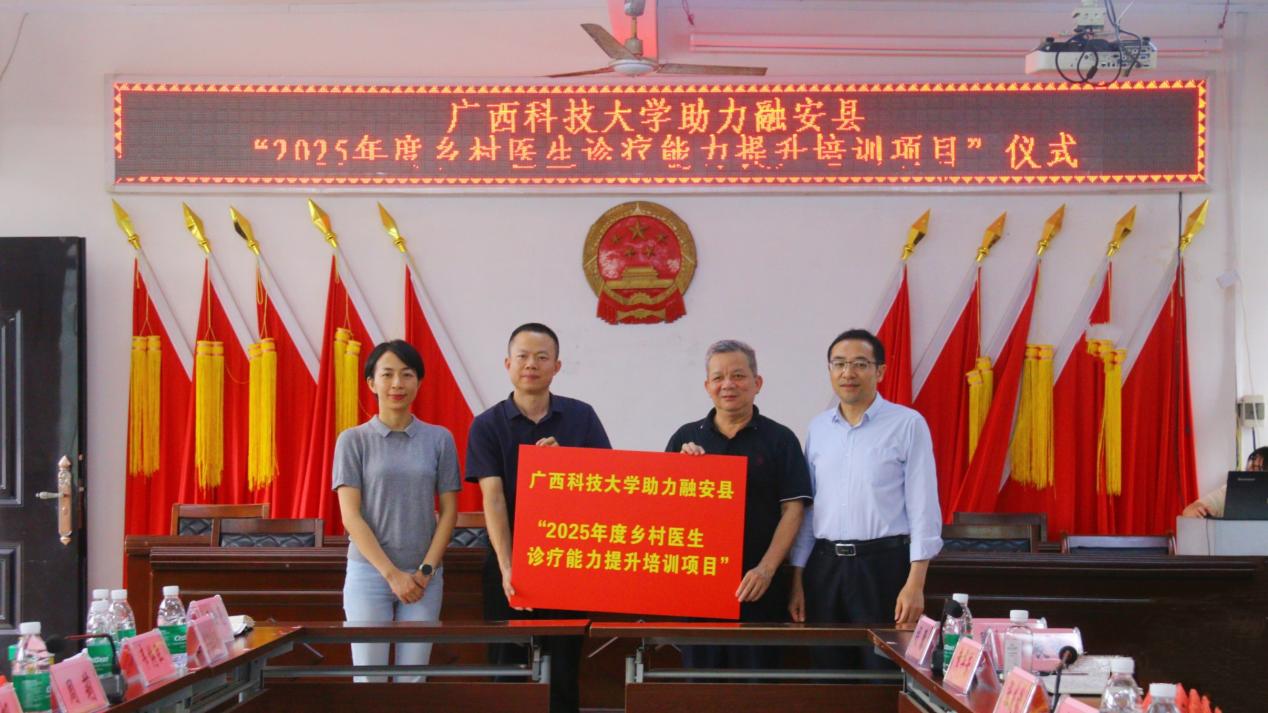 广西科技大学助力融安县
“2025年度乡村医生诊疗能力提升培训项目”仪式
广西科技大学助力融安县
“2025年度乡村医生
诊疗能力提升培训项目”